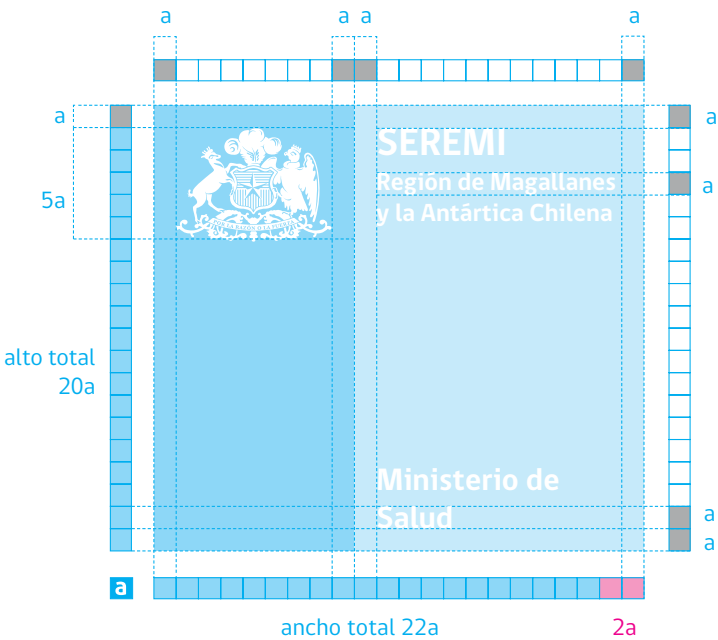 a
a a
a
a
5a
alto total
20a
SEREMI
Región de Magallanes
y la Antártica Chilena
Ministerio de
Salud
a
a
a
a
a
ancho total 22a
2a